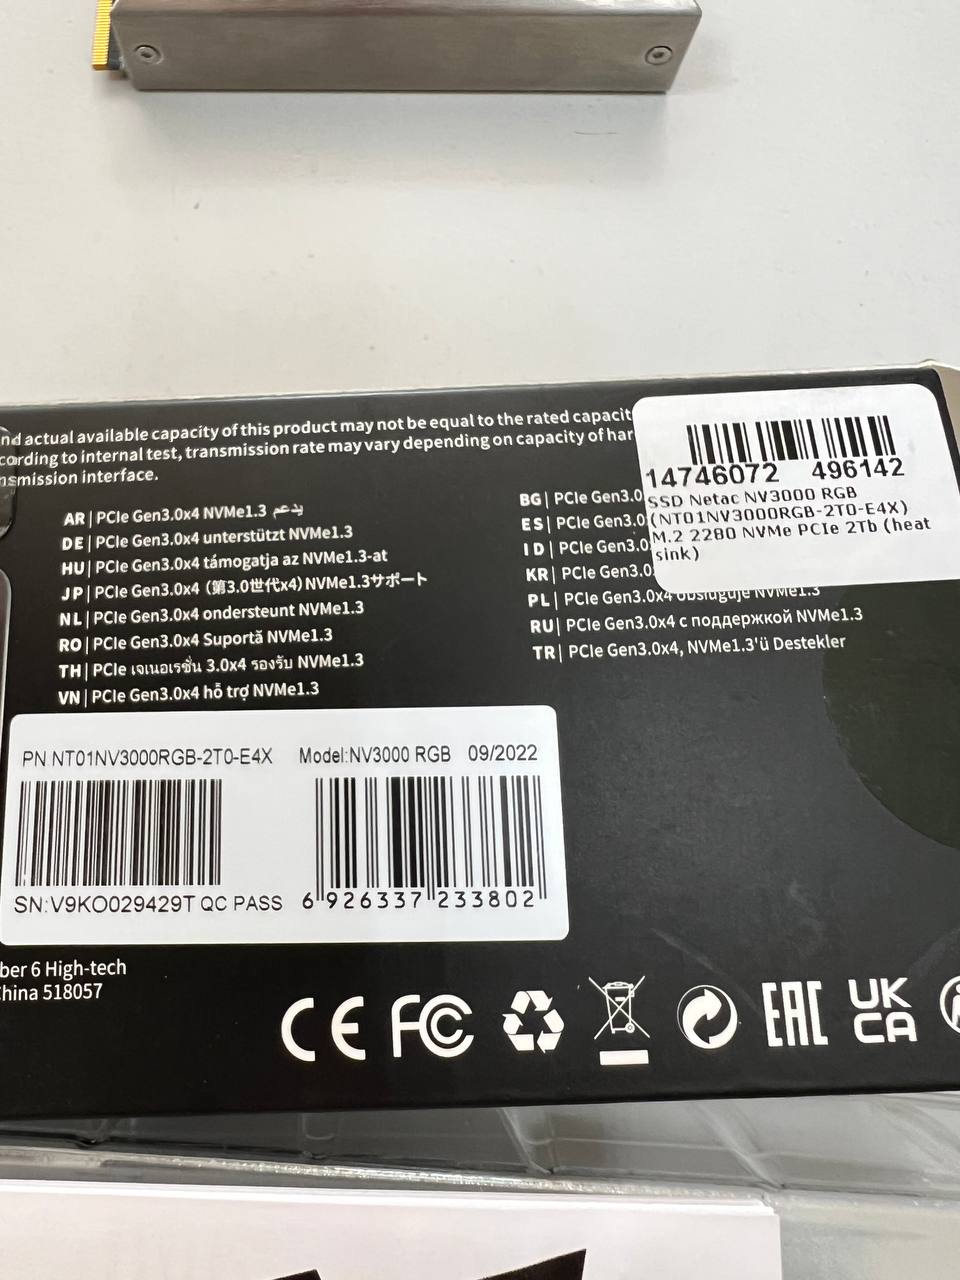 nd actual available capacity of this product may not be equal to the rated capacit
cording to internal test, transmission rate may vary depending on capacity of har
nsmission interface.
AR | PCIe Gen3.0x4 NVMe1.3 يدعم
DE | PCIe Gen3.0x4 unterstützt NVMe1.3
HU | PCIe Gen3.0x4 támogatja az NVMe1.3-at
JP | PCIe Gen3.0x4 (第3.0世代x4) NVMe1.3サポート
NL | PCIe Gen3.0x4 ondersteunt NVMe1.3
RO | PCIe Gen3.0x4 Suportă NVMe1.3
TH | PCIe เจเนอเรชั่น 3.0x4 รองรับ NVMe1.3
VN | PCIe Gen3.0x4 hỗ trợ NVMe1.3
BG | PCIe Gen3.0
ES | PCIe Gen3.0
ID | PCIe Gen3.0
KR | PCIe Gen3.0
PL | PCIe Gen3.0x4 obsługuje NVMe1.3
RU | PCIe Gen3.0x4 с поддержкой NVMe1.3
TR | PCIe Gen3.0x4, NVMe1.3'ü Destekler
14746072 496142
SSD Netac NV3000 RGB
(NT01NV3000RGB-2T0-E4X)
M.2 2280 NVMe PCIe 2Tb (heat
sink)
PN NT01NV3000RGB-2T0-E4X Model:NV3000 RGB 09/2022
SN:V9KO029429T QC PASS 6 926337 233802
ber 6 High-tech
China 518057
CE FC EAC UK
CA